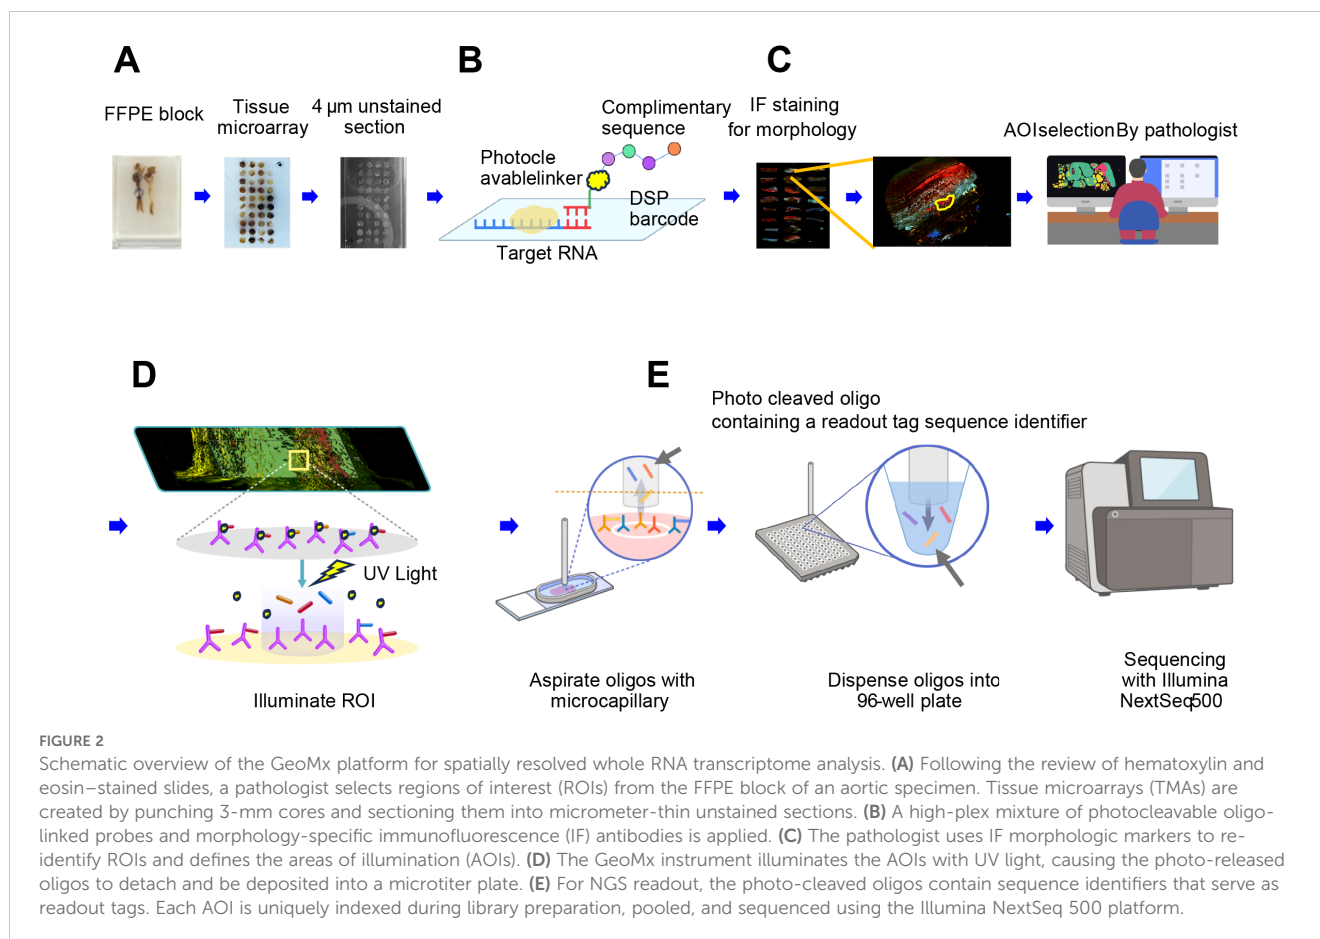 A
B
C
FFPE block
Tissue
microarray
4 µm unstained
section
Complimentary
sequence
Photocle
avablelinker
DSP
barcode
Target RNA
IF staining
for morphology
AOIselectionBy pathologist
D
E
Photo cleaved oligo
containing a readout tag sequence identifier
UV Light
Illuminate ROI
Aspirate oligos with
microcapillary
Dispense oligos into
96-well plate
Sequencing
with Illumina
NextSeq500
FIGURE 2
Schematic overview of the GeoMx platform for spatially resolved whole RNA transcriptome analysis. (A) Following the review of hematoxylin and
eosin–stained slides, a pathologist selects regions of interest (ROIs) from the FFPE block of an aortic specimen. Tissue microarrays (TMAs) are
created by punching 3-mm cores and sectioning them into micrometer-thin unstained sections. (B) A high-plex mixture of photocleavable oligo-
linked probes and morphology-specific immunofluorescence (IF) antibodies is applied. (C) The pathologist uses IF morphologic markers to re-
identify ROIs and defines the areas of illumination (AOIs). (D) The GeoMx instrument illuminates the AOIs with UV light, causing the photo-released
oligos to detach and be deposited into a microtiter plate. (E) For NGS readout, the photo-cleaved oligos contain sequence identifiers that serve as
readout tags. Each AOI is uniquely indexed during library preparation, pooled, and sequenced using the Illumina NextSeq 500 platform.